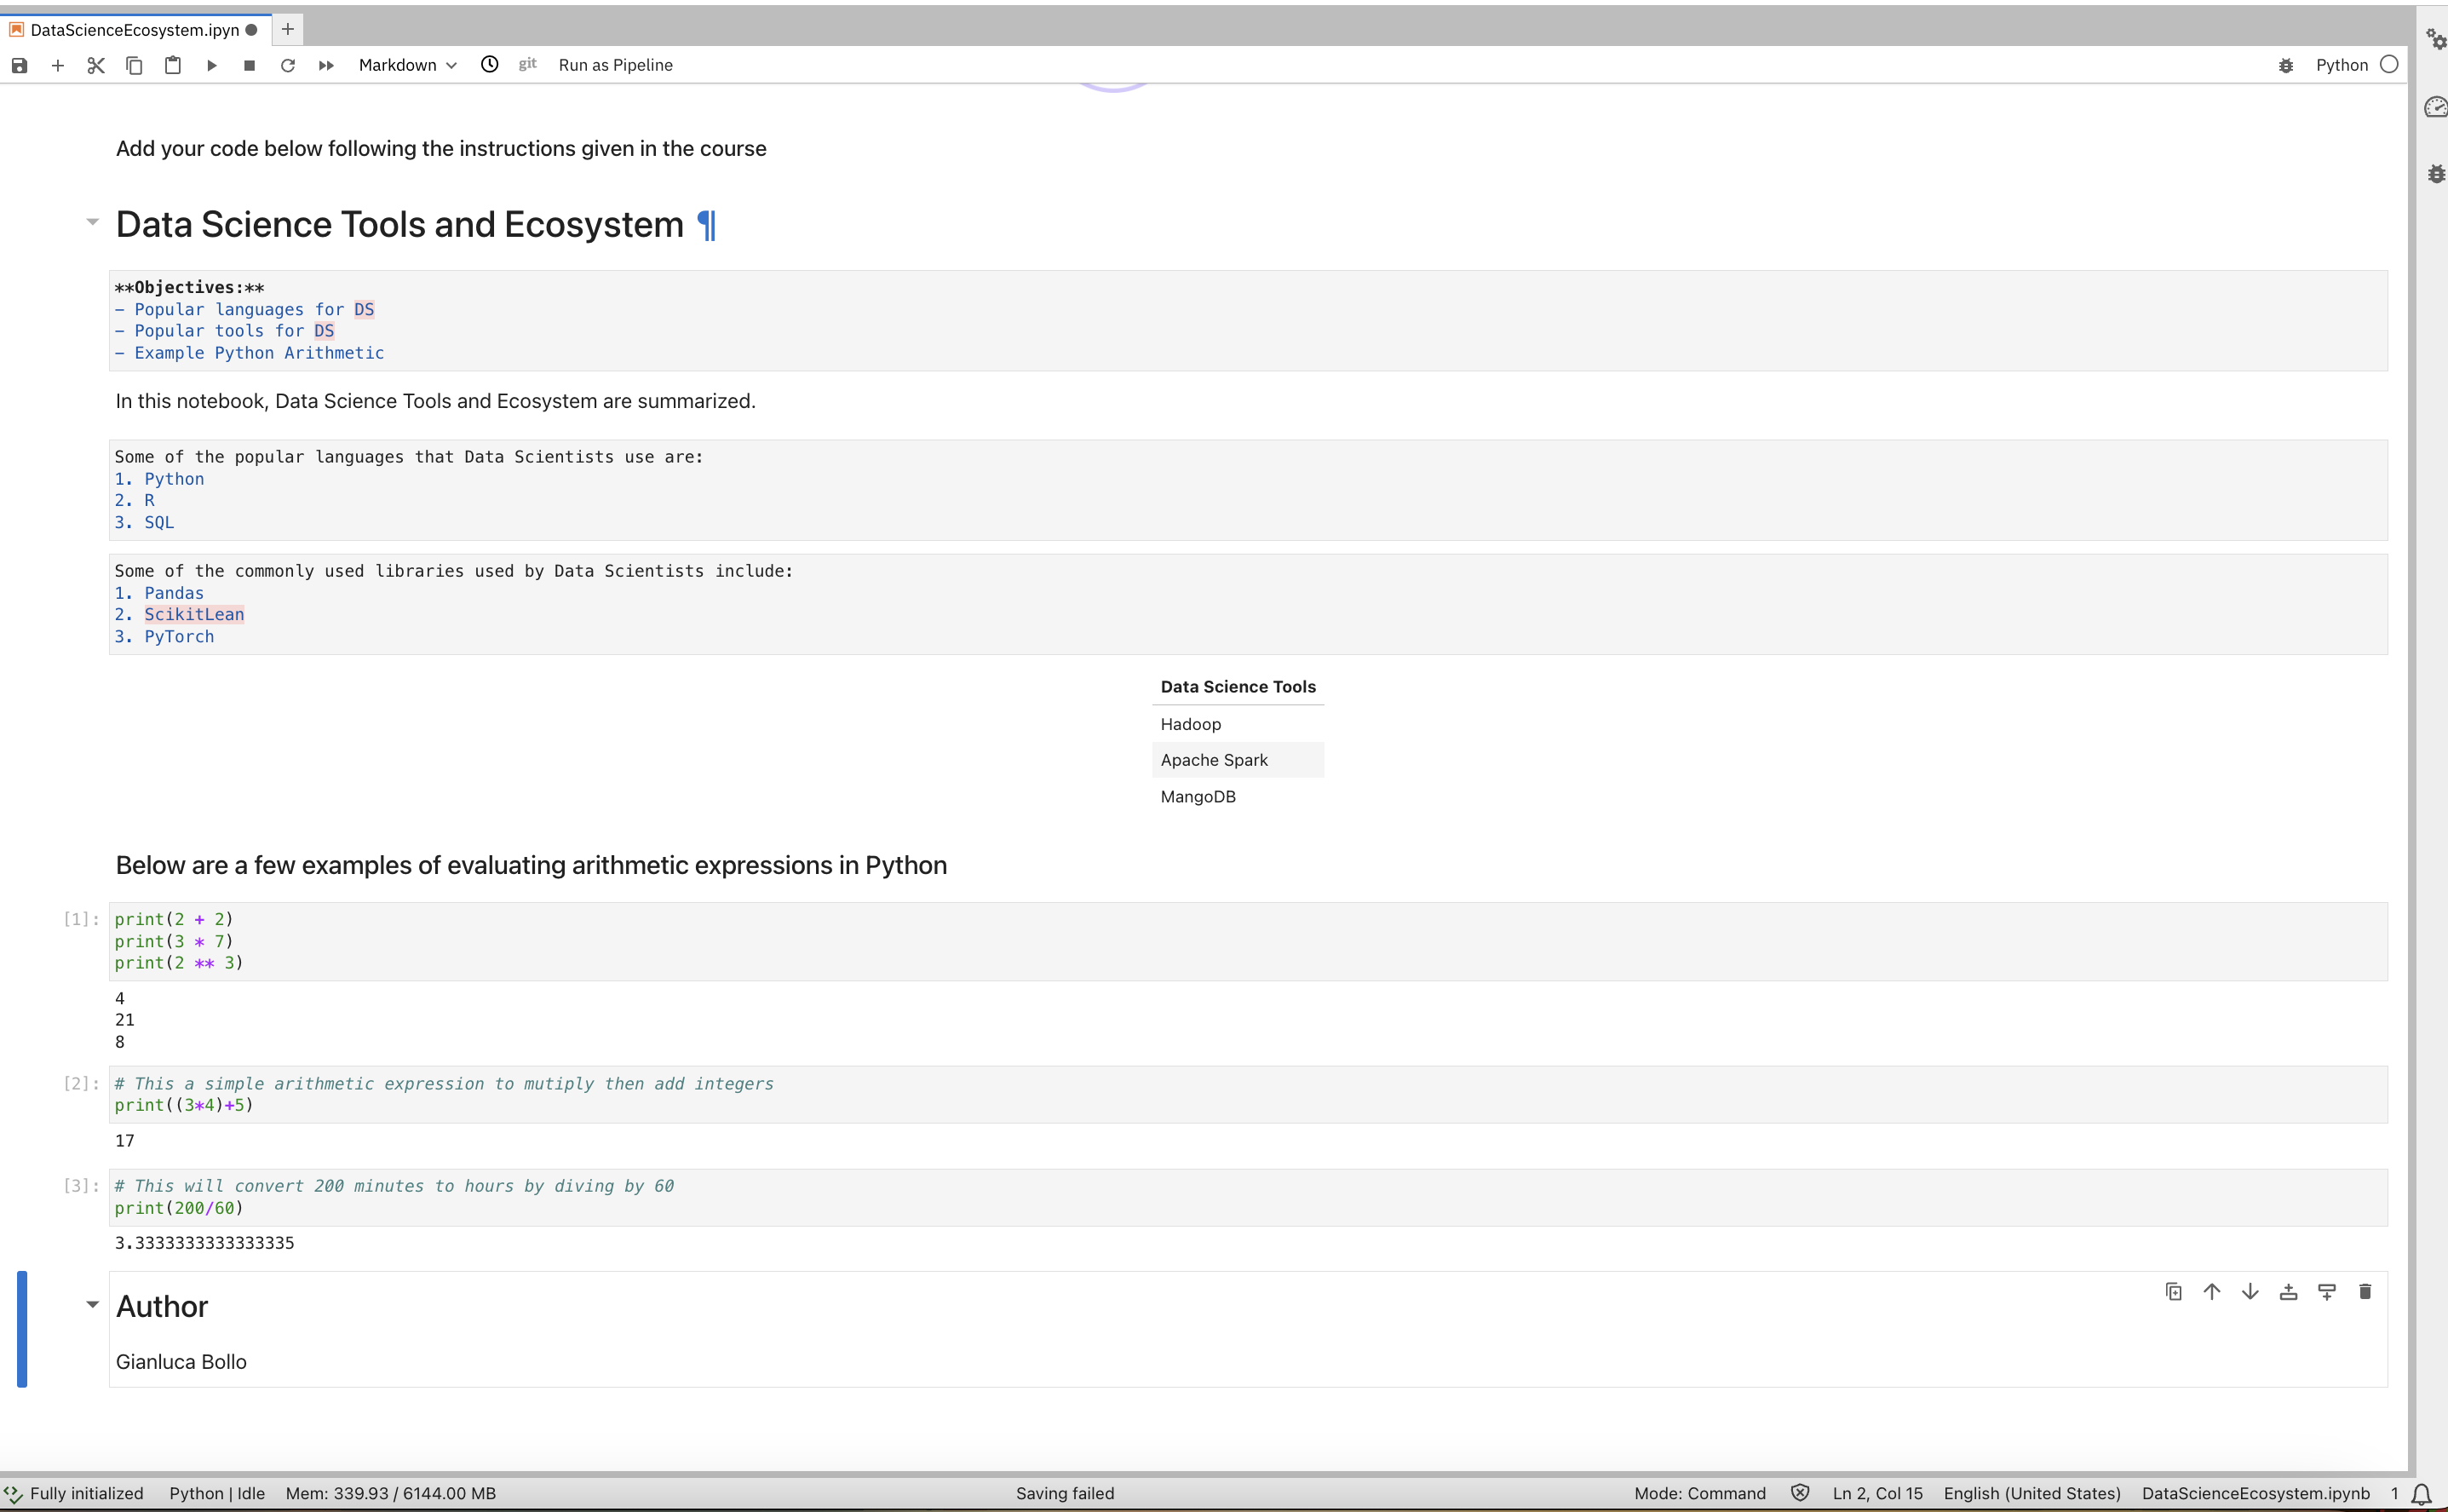 DataScienceEcosystem.ipyn
Markdown git Run as Pipeline Python
Add your code below following the instructions given in the course
Data Science Tools and Ecosystem ¶
**Objectives:**
- Popular languages for DS
- Popular tools for DS
- Example Python Arithmetic
In this notebook, Data Science Tools and Ecosystem are summarized.
Some of the popular languages that Data Scientists use are:
1. Python
2. R
3. SQL
Some of the commonly used libraries used by Data Scientists include:
1. Pandas
2. ScikitLean
3. PyTorch
Data Science Tools
Hadoop
Apache Spark
MangoDB
Below are a few examples of evaluating arithmetic expressions in Python
[1]: print(2 + 2)
print(3 * 7)
print(2 ** 3)
4
21
8
[2]: # This a simple arithmetic expression to mutiply then add integers
print((3*4)+5)
17
[3]: # This will convert 200 minutes to hours by diving by 60
print(200/60)
3.3333333333333335
Author
Gianluca Bollo
Fully initialized Python | Idle Mem: 339.93 / 6144.00 MB Saving failed Mode: Command Ln 2, Col 15 English (United States) DataScienceEcosystem.ipynb 1